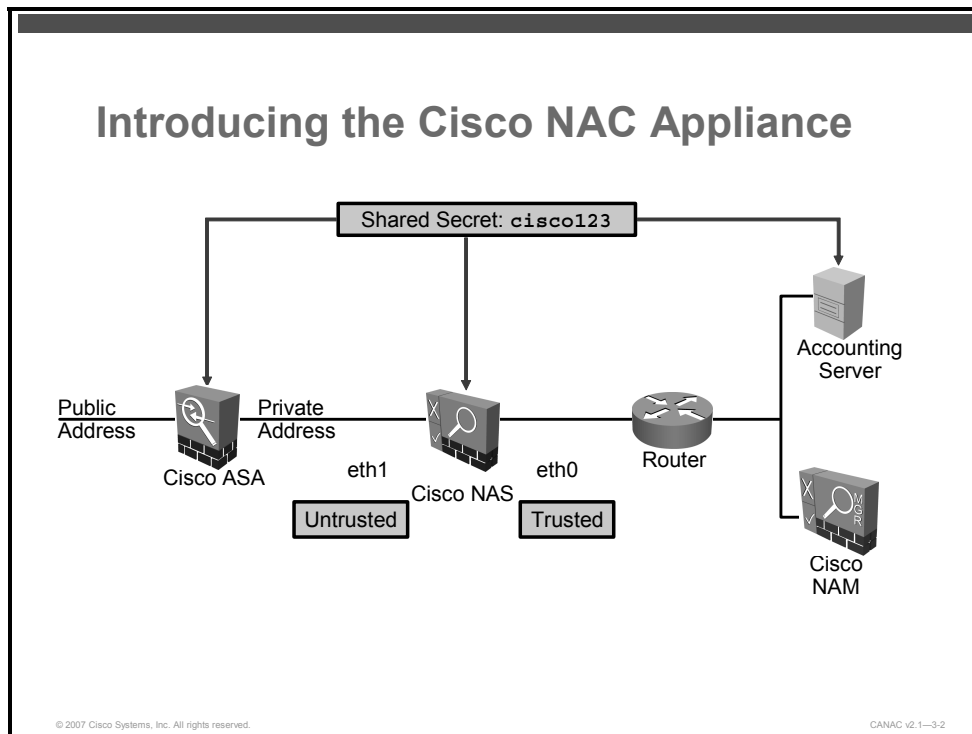 Introducing the Cisco NAC Appliance
Shared Secret: cisco123
Accounting
Server
Public
Address
Private
Address
Cisco ASA
eth1
Cisco NAS
eth0
Router
Untrusted
Trusted
MGR
Cisco
NAM
© 2007 Cisco Systems, Inc. All rights reserved.
CANAC v2.1—3-2